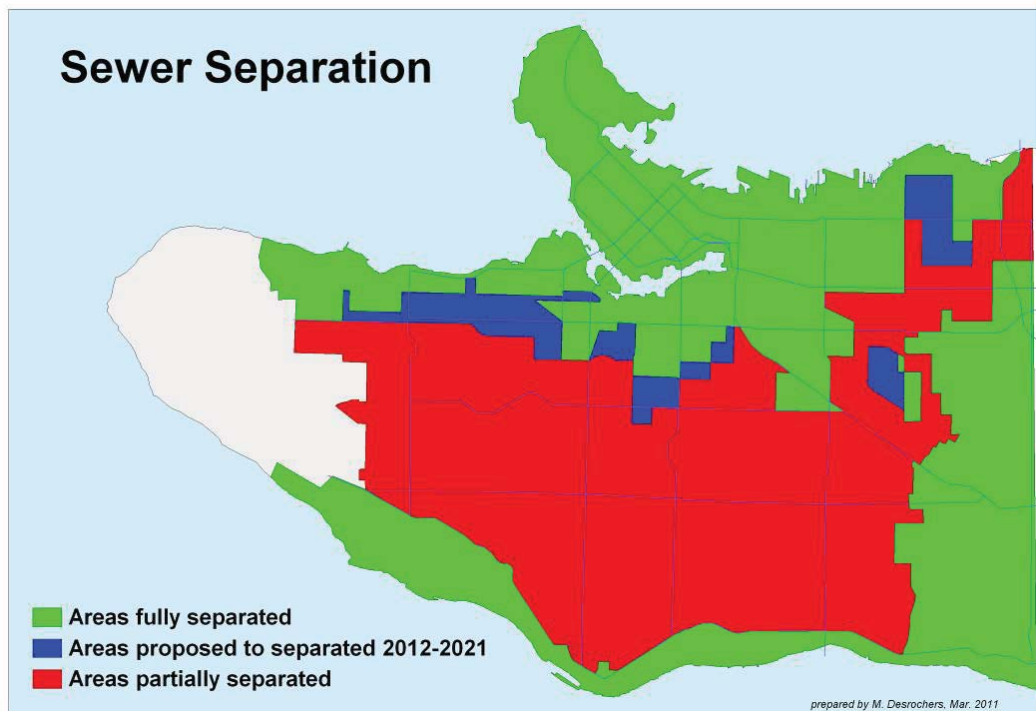 Sewer Separation
Areas fully separated
Areas proposed to separated 2012-2021
Areas partially separated
prepared by M. Desrochers, Mar. 2011